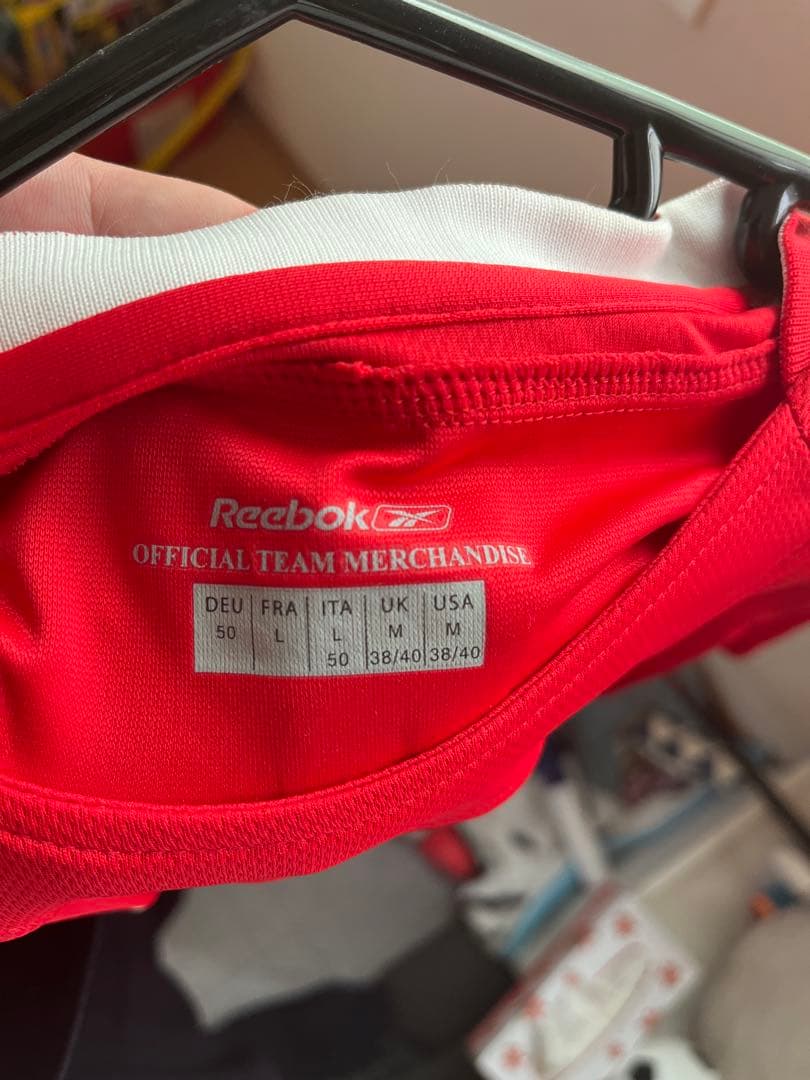 Reebok
OFFICIAL TEAM MERCHANDISE
DEU FRA ITA UK USA
50 L L M M
50 38/40 38/40